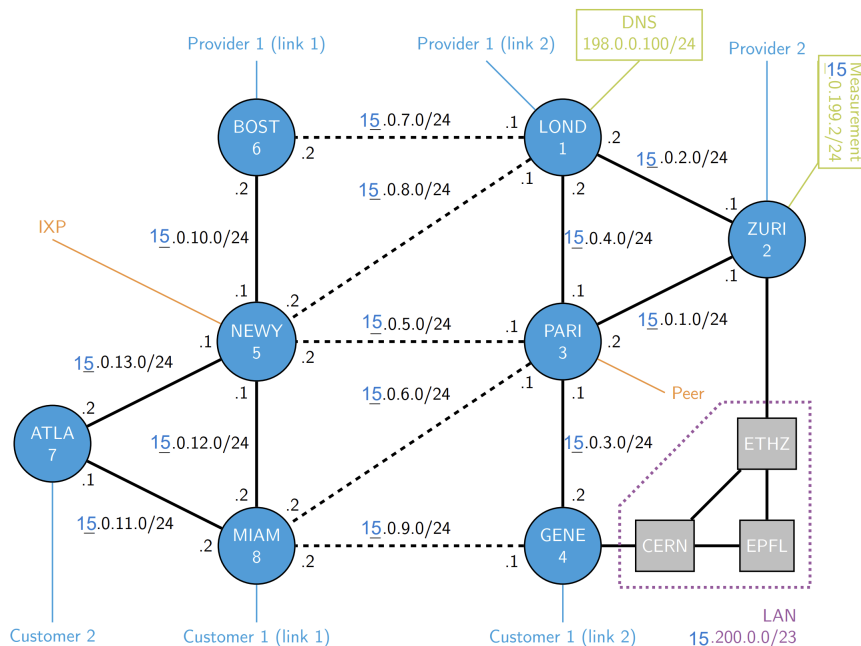 DNS
198.0.0.100/24
Provider 1 (link 1)
Provider 1 (link 2)
Provider 2
Measurement
15.0.199.2/24
BOST
6
15.0.7.0/24
.2
.1
LOND
1
.2
.2
.1
.2
15.0.2.0/24
15.0.8.0/24
.1
ZURI
2
IXP
15.0.10.0/24
15.0.4.0/24
.1
.1
.2
.1
.1
NEWY
5
.2
15.0.5.0/24
.1
PARI
3
.2
15.0.1.0/24
15.0.13.0/24
.1
15.0.6.0/24
.1
.1
Peer
.2
ATLA
7
15.0.12.0/24
15.0.3.0/24
ETHZ
.1
.2
.2
.2
15.0.11.0/24
.2
MIAM
8
.2
15.0.9.0/24
.1
GENE
4
CERN
EPFL
LAN
15.200.0.0/23
Customer 2
Customer 1 (link 1)
Customer 1 (link 2)